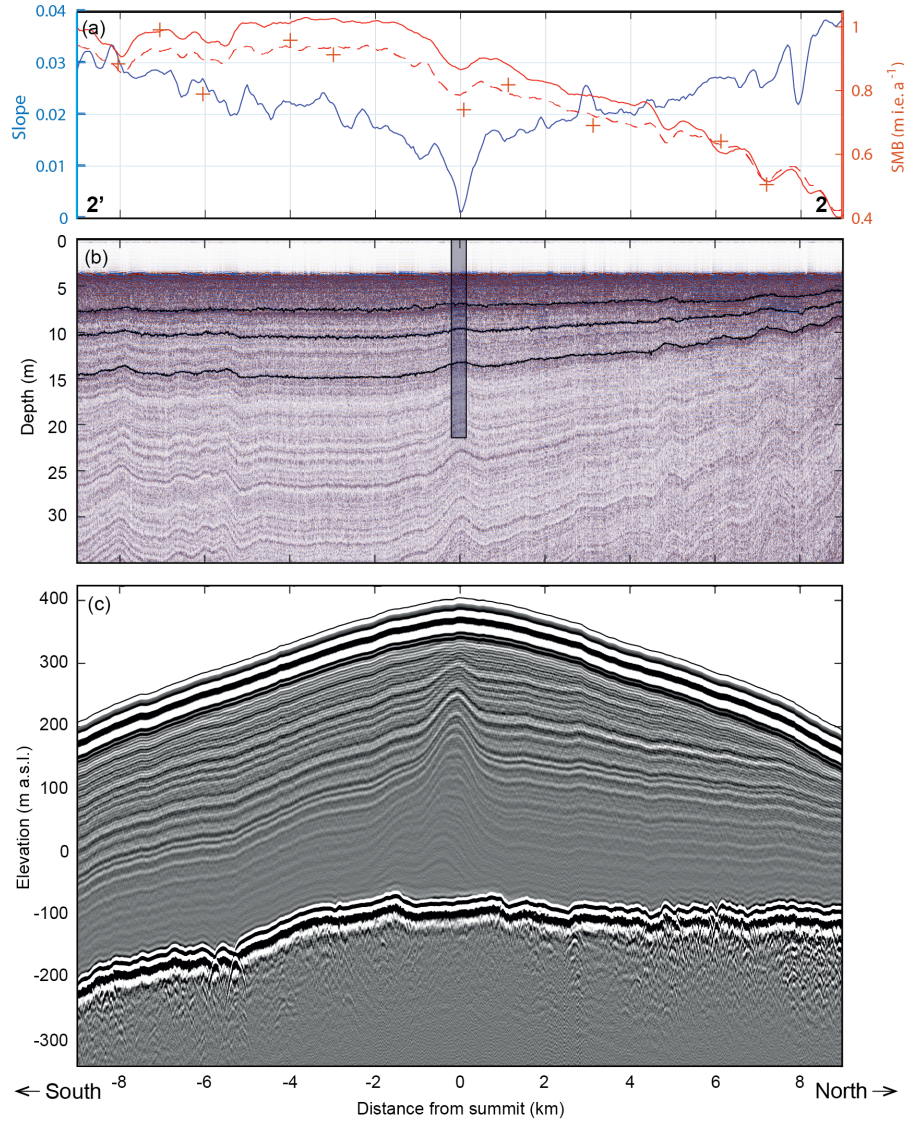 (a)
0.04
0.03
0.02
0.01
0
Slope
1
0.8
0.6
0.4
SMB (m i.e. a⁻¹)
2'
2
(b)
0
5
10
15
20
25
30
Depth (m)
(c)
400
300
200
100
0
-100
-200
-300
Elevation (m a.s.l.)
← South -8 -6 -4 -2 0 2 4 6 8 North →
Distance from summit (km)